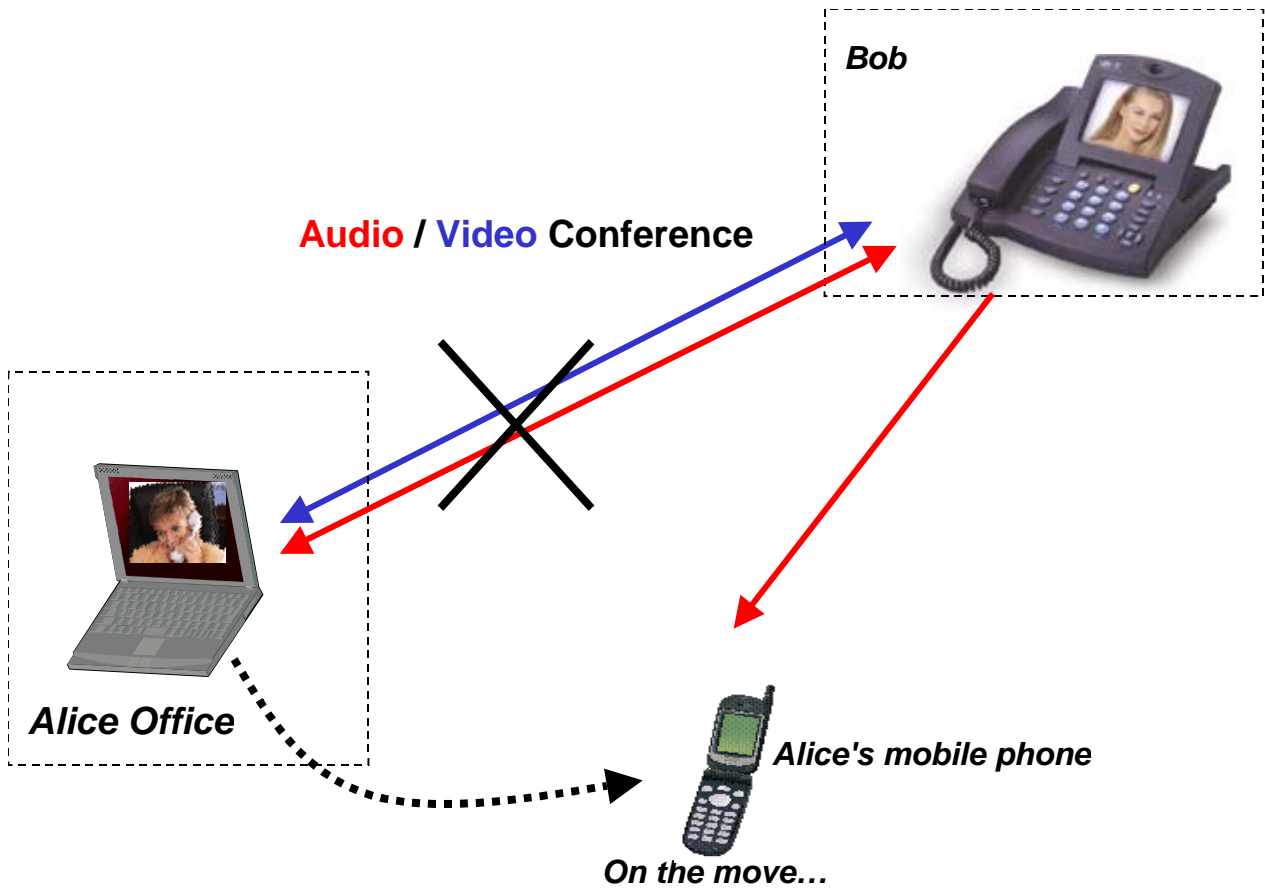 Bob
Audio / Video Conference
Alice Office
Alice's mobile phone
On the move…